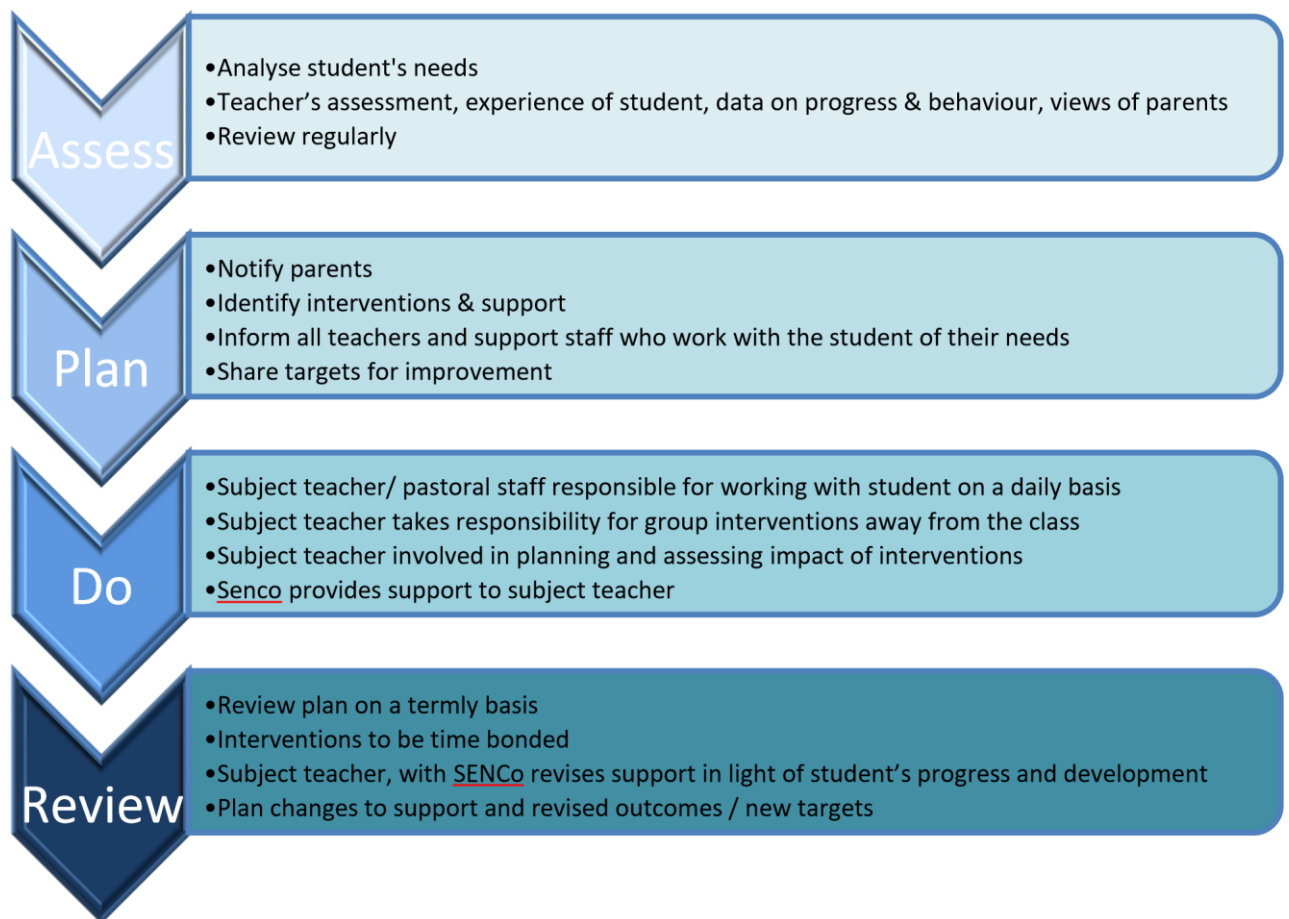 Assess
•Analyse student's needs
•Teacher’s assessment, experience of student, data on progress & behaviour, views of parents
•Review regularly
Plan
•Notify parents
•Identify interventions & support
•Inform all teachers and support staff who work with the student of their needs
•Share targets for improvement
Do
•Subject teacher/ pastoral staff responsible for working with student on a daily basis
•Subject teacher takes responsibility for group interventions away from the class
•Subject teacher involved in planning and assessing impact of interventions
•Senco provides support to subject teacher
Review
•Review plan on a termly basis
•Interventions to be time bonded
•Subject teacher, with SENCo revises support in light of student’s progress and development
•Plan changes to support and revised outcomes / new targets